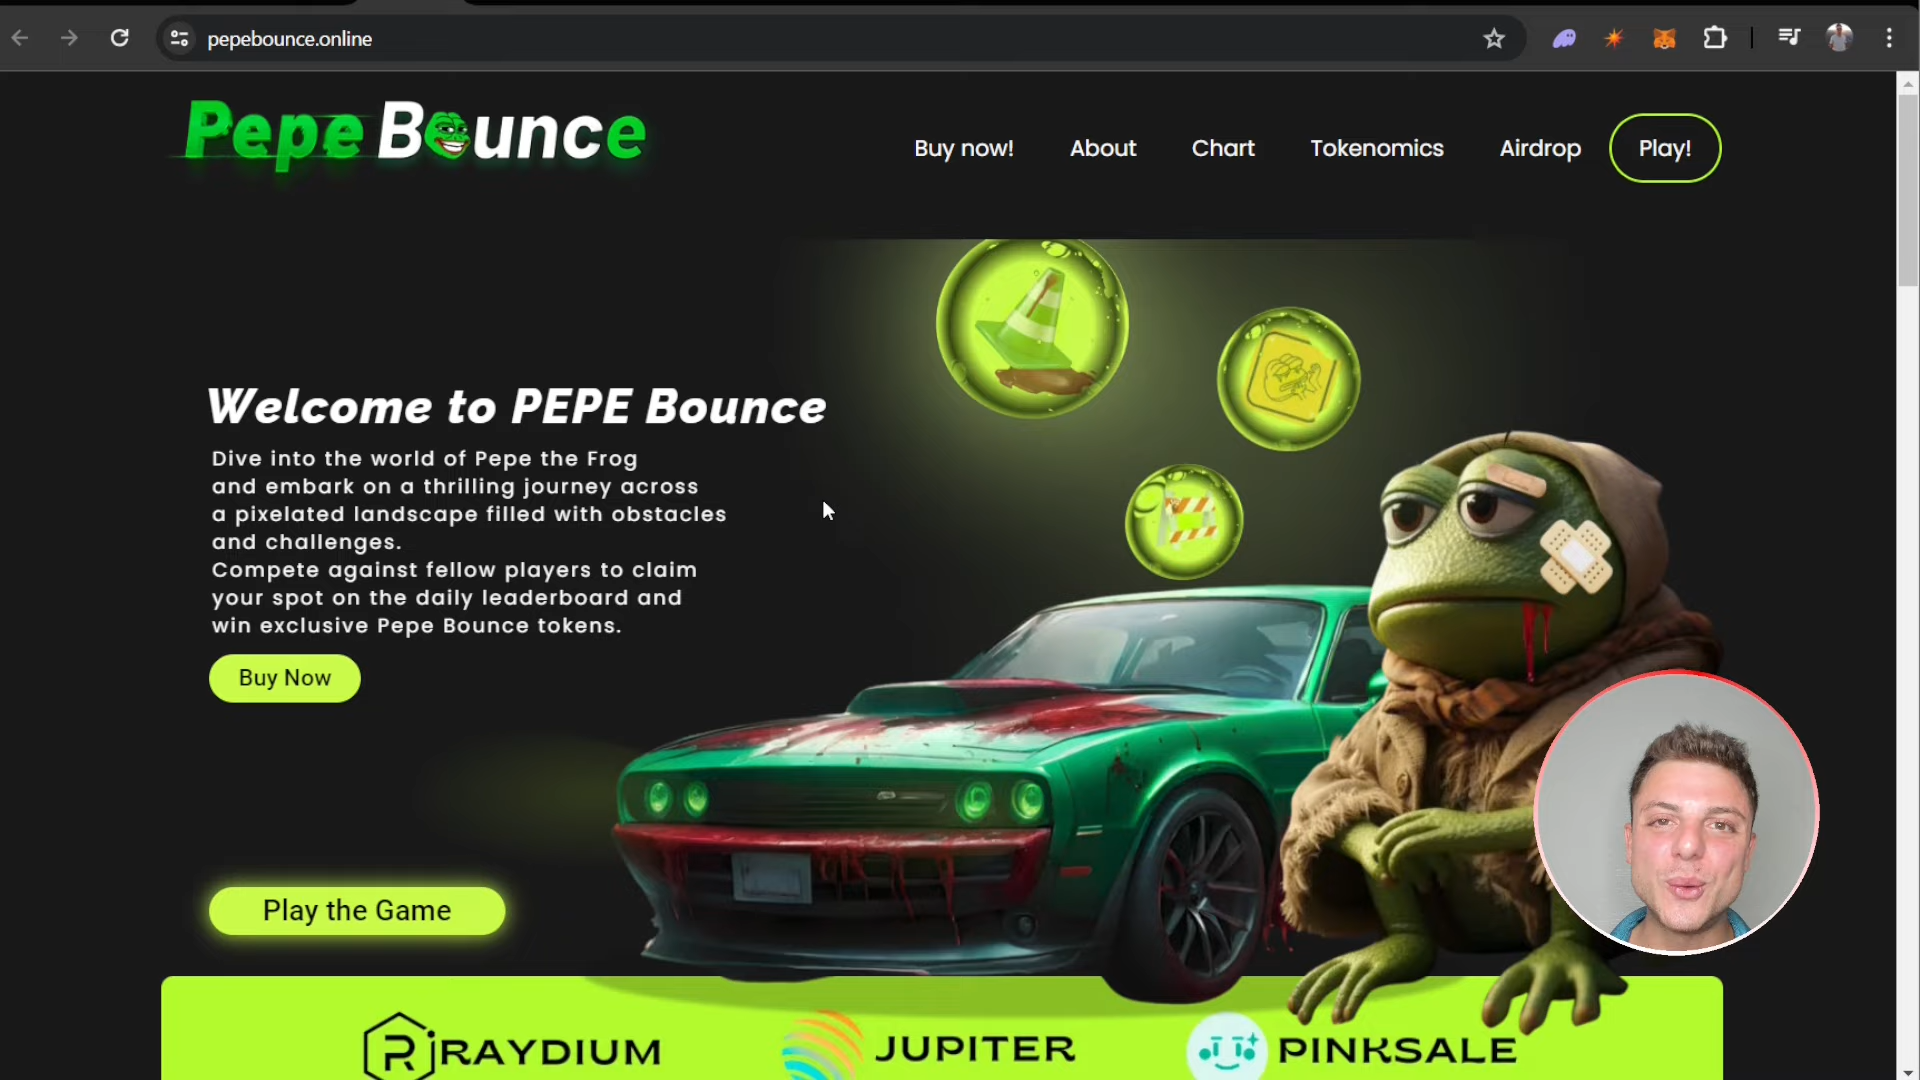 pepebounce.online
Pepe Bounce
Buy now!
About
Chart
Tokenomics
Airdrop
Play!
Welcome to PEPE Bounce
Dive into the world of Pepe the Frog
and embark on a thrilling journey across
a pixelated landscape filled with obstacles
and challenges.
Compete against fellow players to claim
your spot on the daily leaderboard and
win exclusive Pepe Bounce tokens.
Buy Now
Play the Game
RAYDIUM
JUPITER
PINKSALE